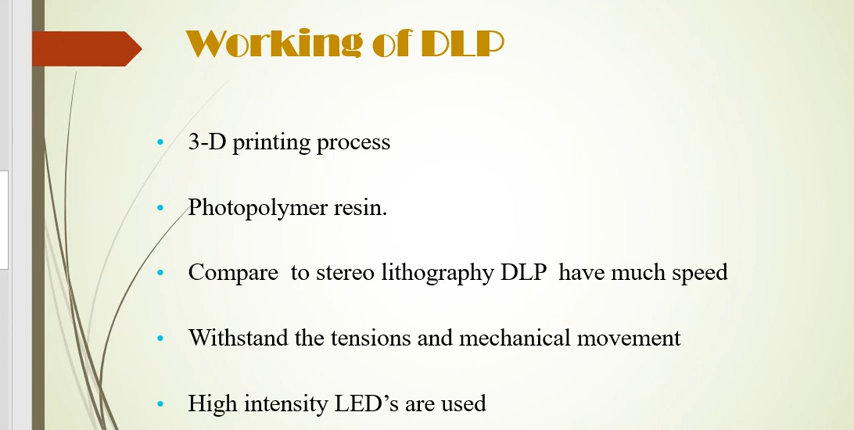 Working of DLP
• 3-D printing process
• Photopolymer resin.
• Compare  to stereo lithography DLP  have much speed
• Withstand the tensions and mechanical movement
• High intensity LED’s are used